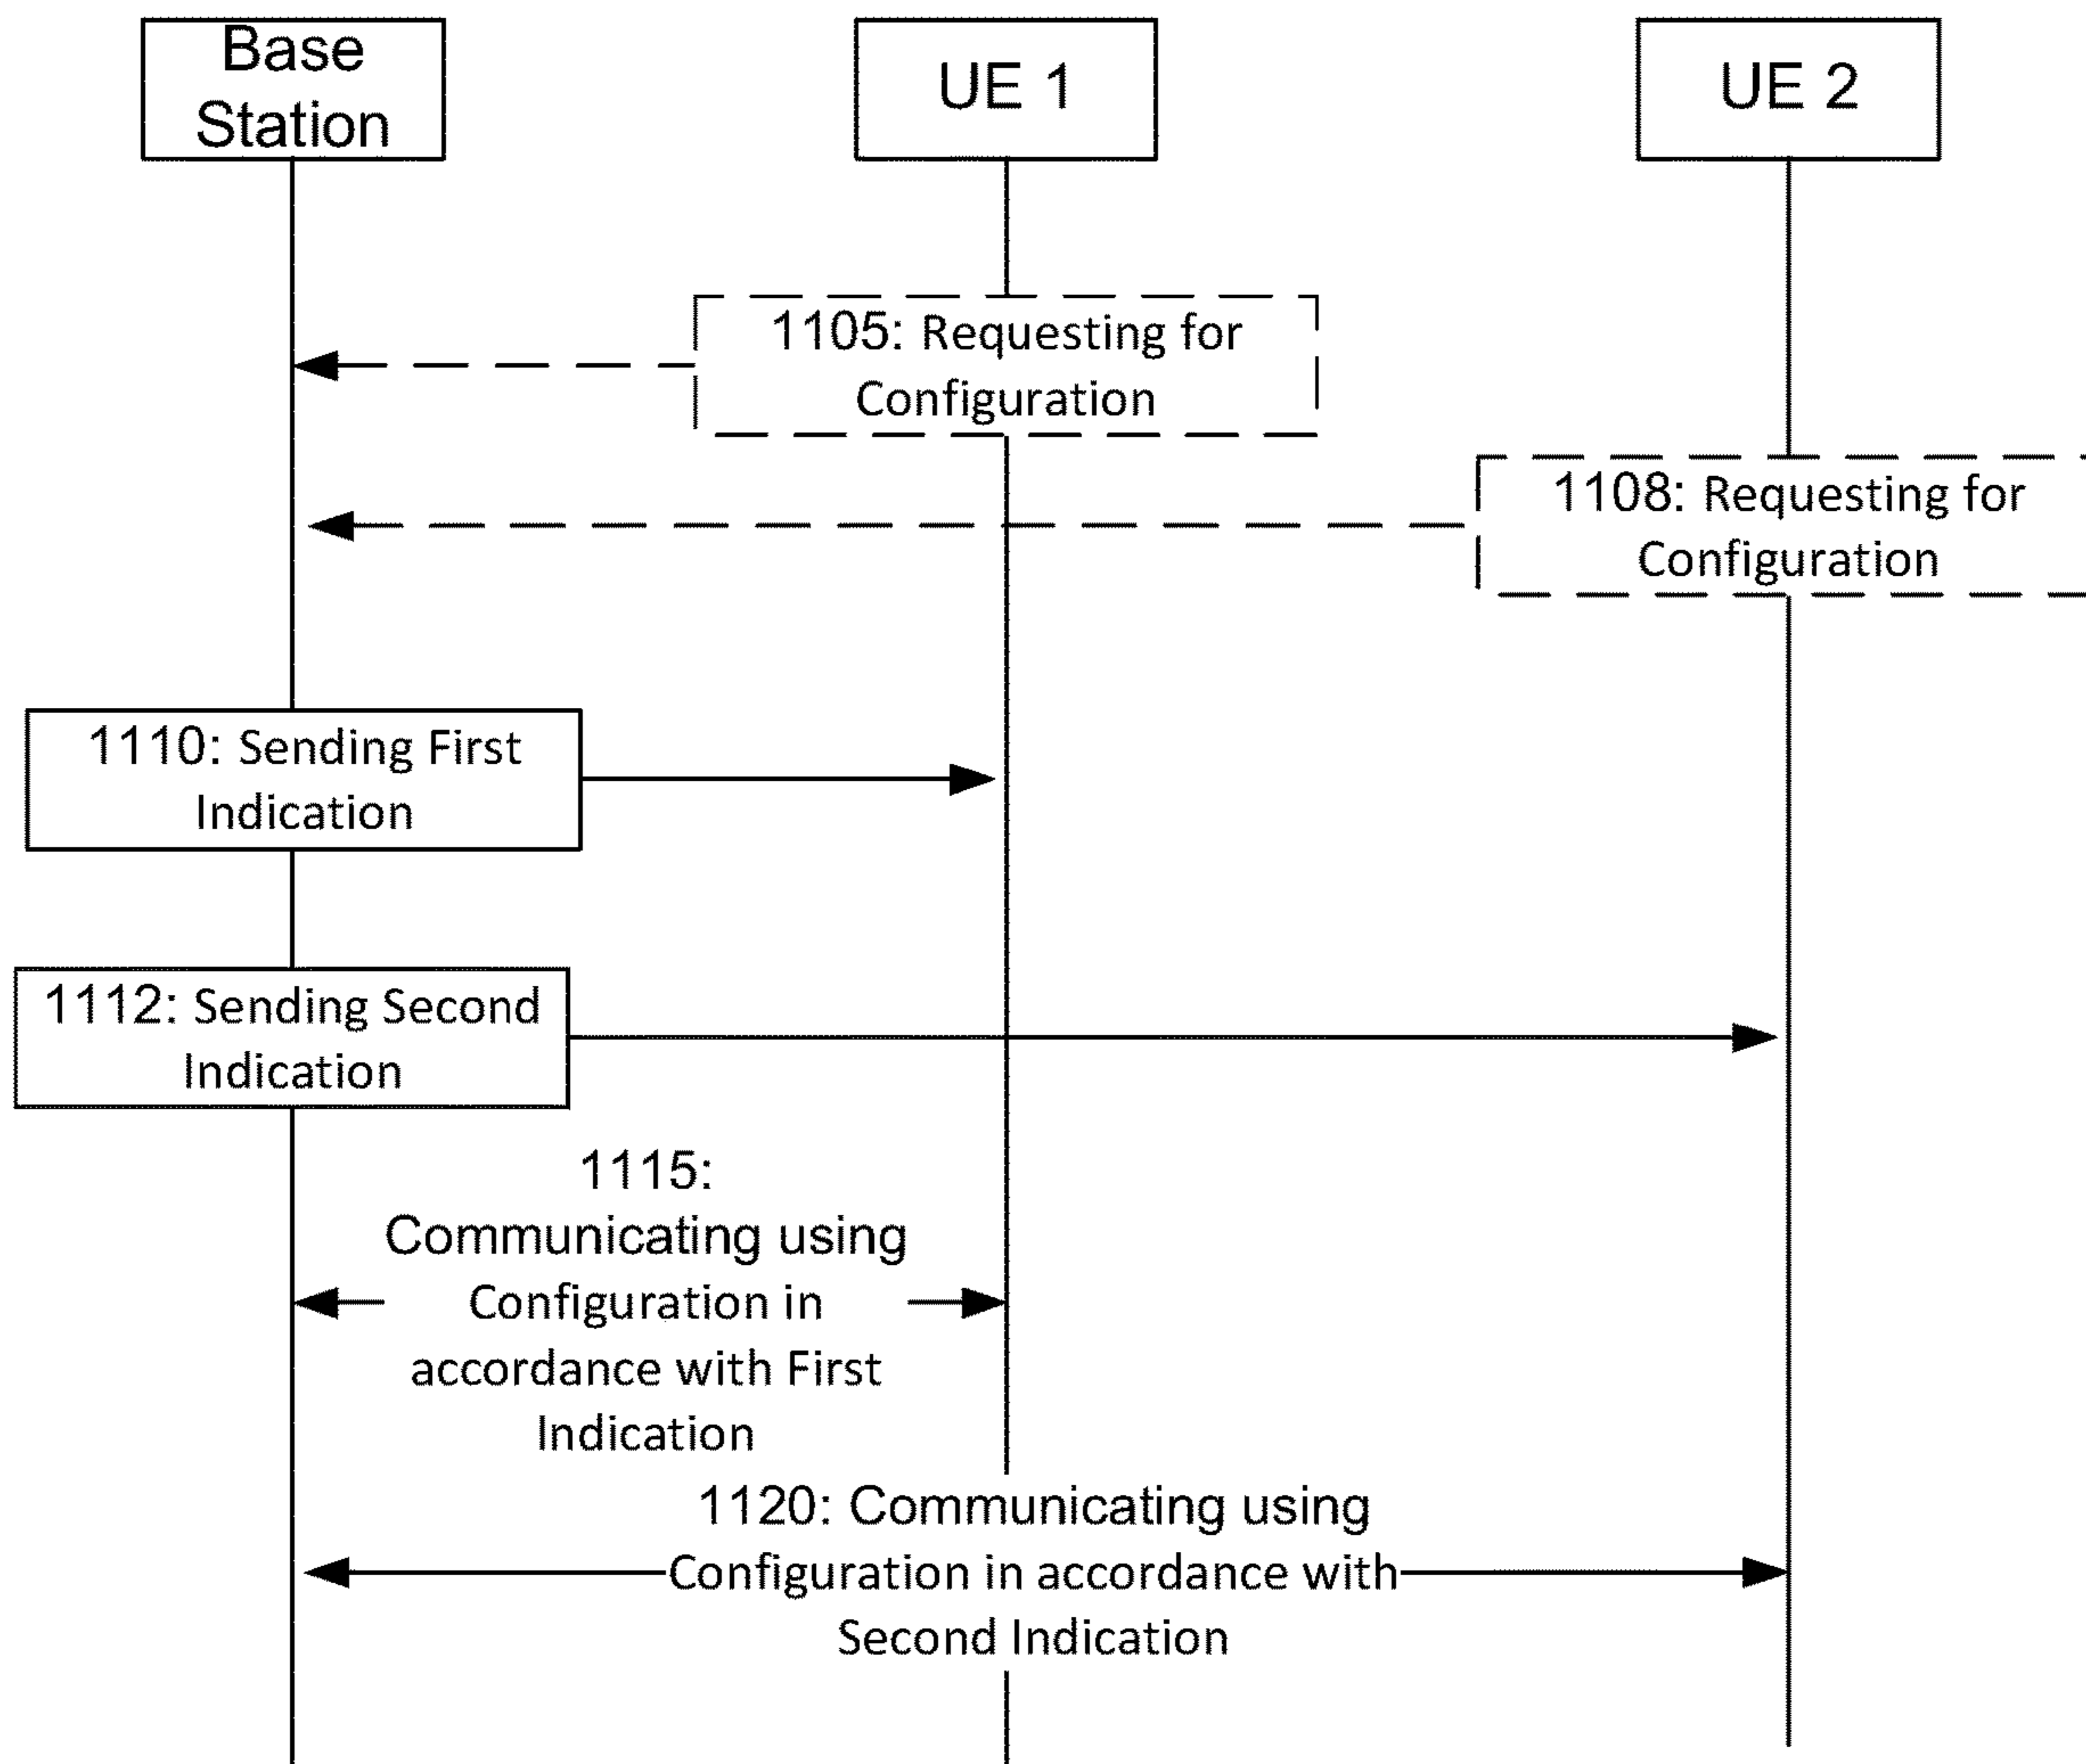 Base
Station
UE 1
UE 2
1105: Requesting for
Configuration
1108: Requesting for
Configuration
1110: Sending First
Indication
1112: Sending Second
Indication
1115:
Communicating using
Configuration in
accordance with First
Indication
1120: Communicating using
Configuration in accordance with
Second Indication